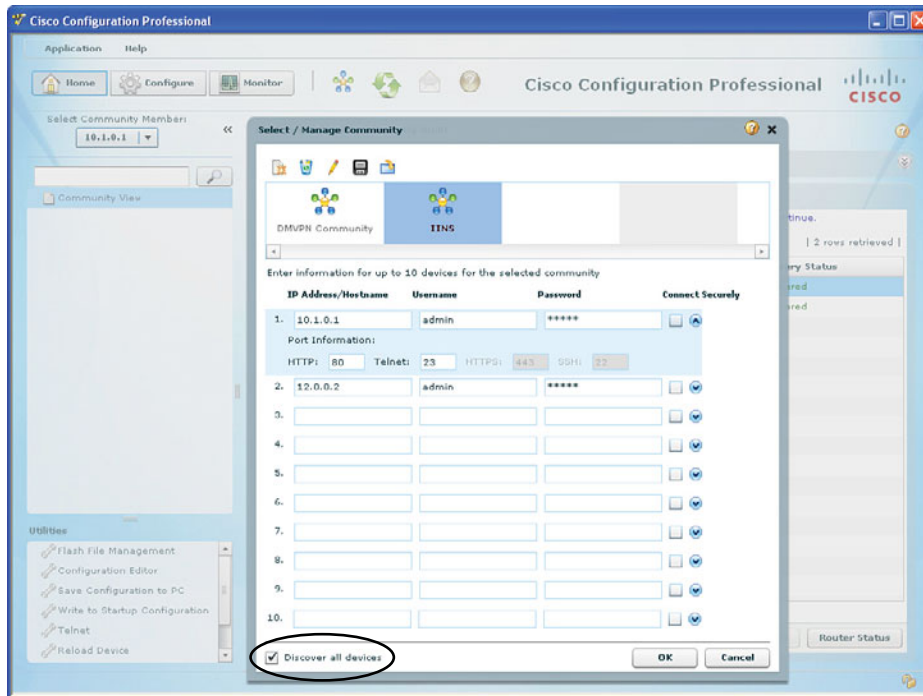 Cisco Configuration Professional
Application Help
Home Configure Monitor Cisco Configuration Professional CISCO
Select Community Member:
10.1.0.1
Community View
Select / Manage Community
DMVPN Community IINS
tinue.
| 2 rows retrieved |
ery Status
ered
ered
Enter information for up to 10 devices for the selected community
IP Address/Hostname Username Password Connect Securely
1. 10.1.0.1 admin *****
Port Information:
HTTP: 80 Telnet: 23 HTTPS: 443 SSH: 22
2. 12.0.0.2 admin *****
3.
4.
5.
6.
7.
8.
9.
10.
Utilities
Flash File Management
Configuration Editor
Save Configuration to PC
Write to Startup Configuration
Telnet
Reload Device
Discover all devices OK Cancel
Router Status